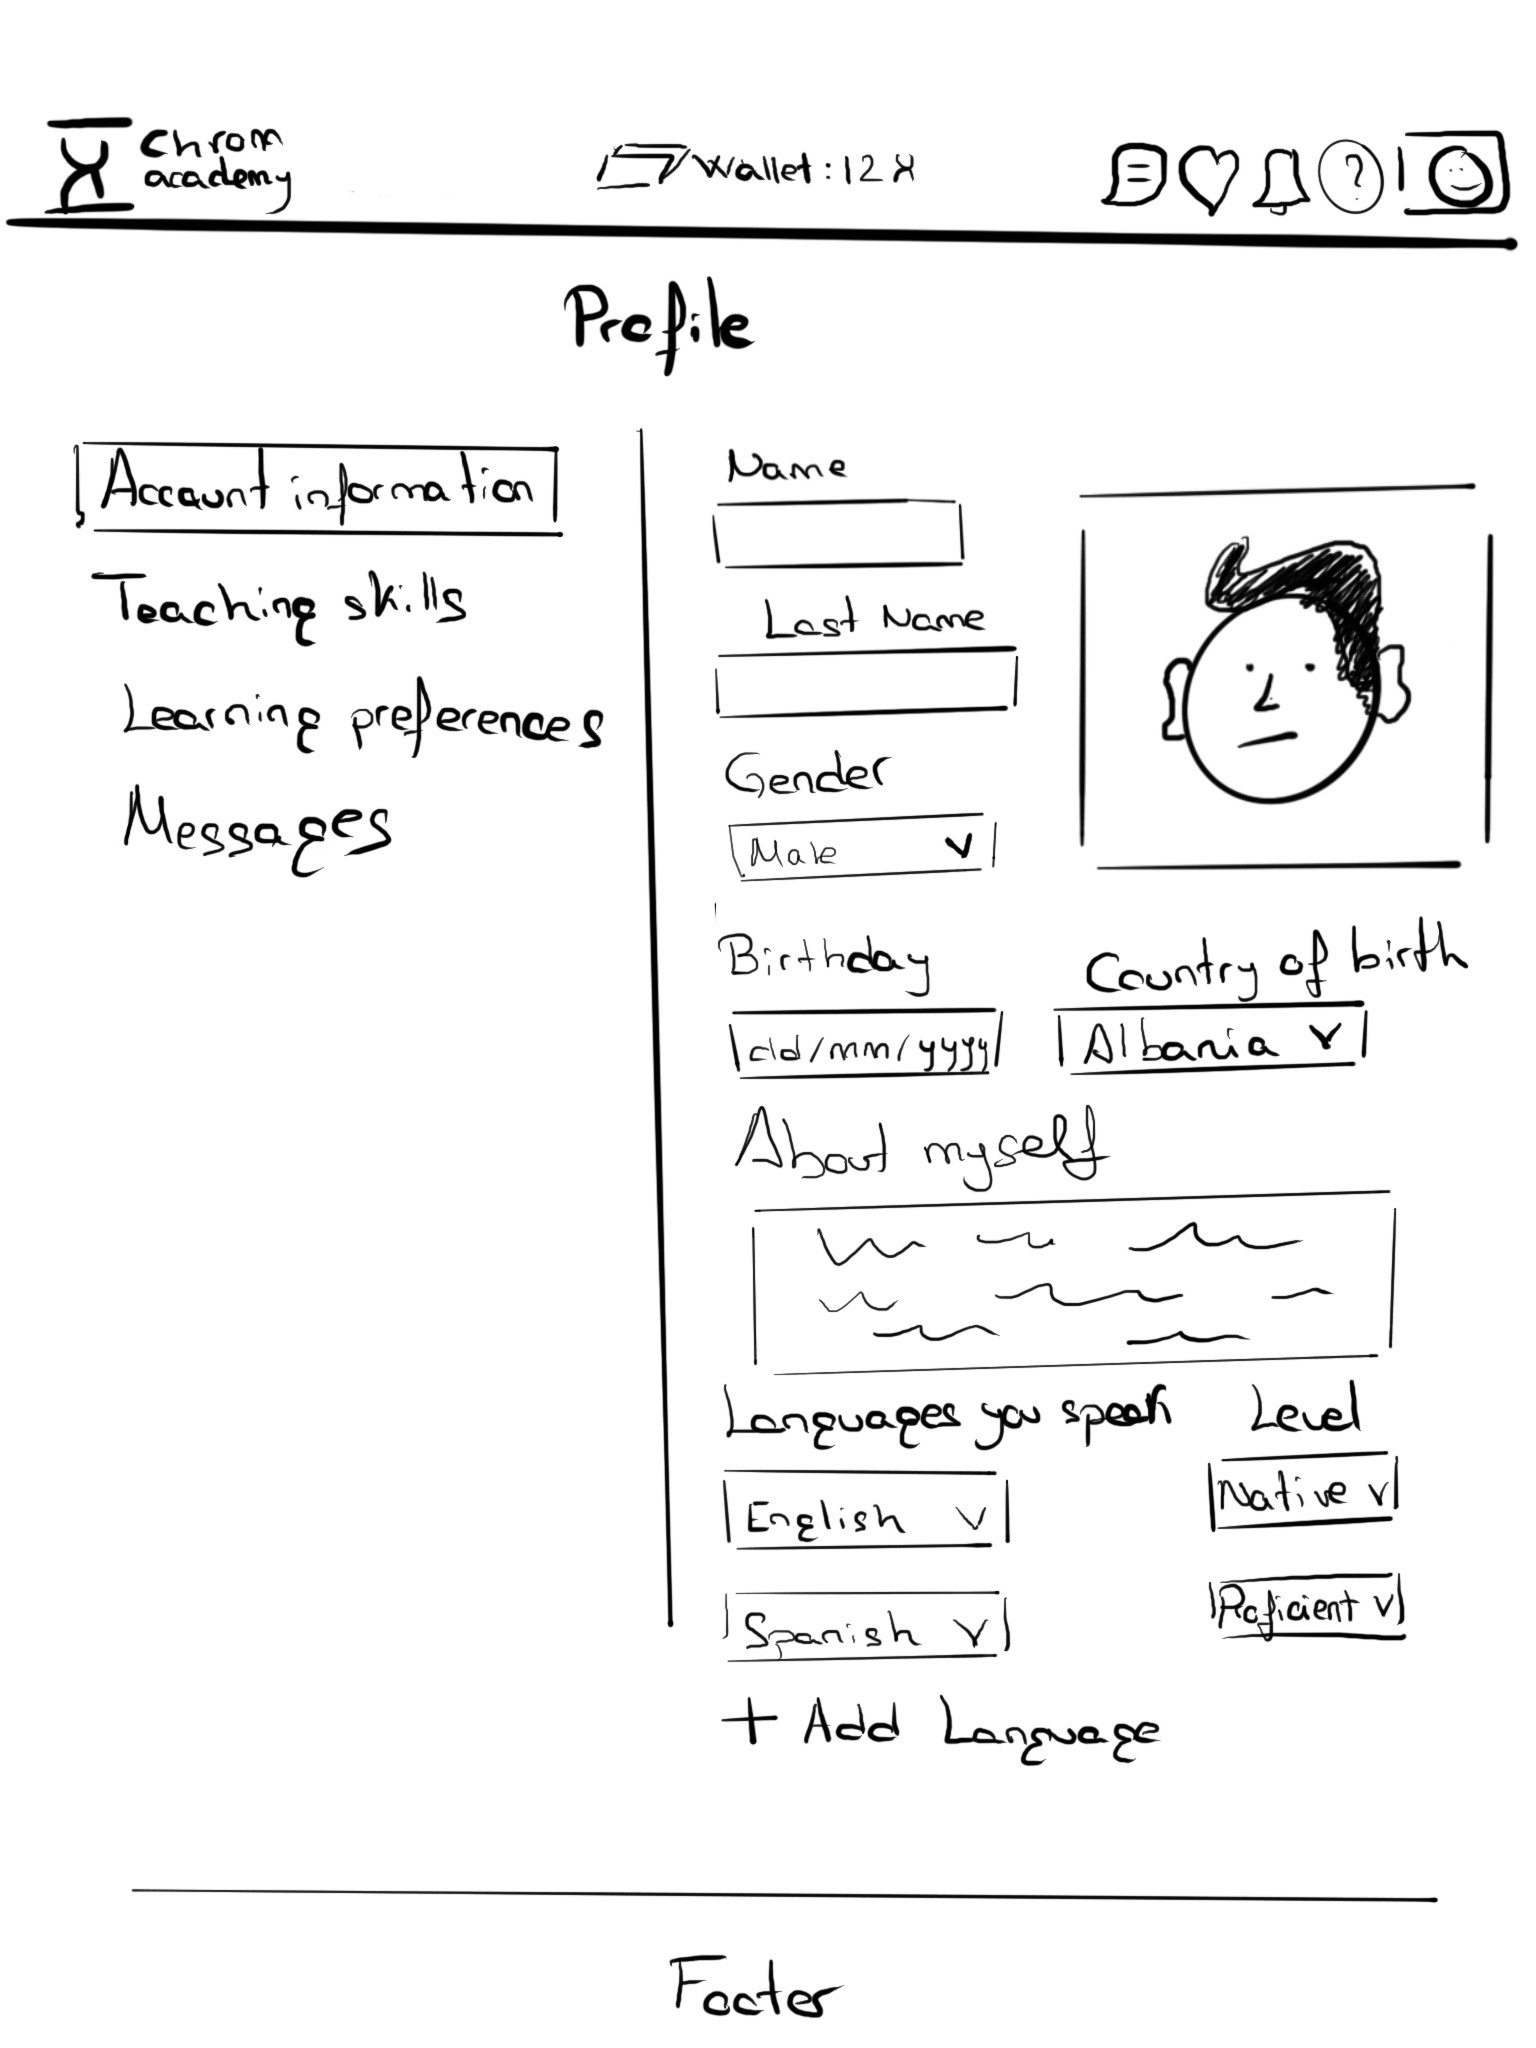 Chrom
academy
Wallet: 12 X
?
Profile
Account information
Teaching skills
Learning preferences
Messages
Name
Last Name
Gender
Male
Birthday
Country of birth
dd/mm/yyyy
Albania
About myself
Languages you speak
Level
English
Native
Spanish
Proficient
+ Add Language
Footer